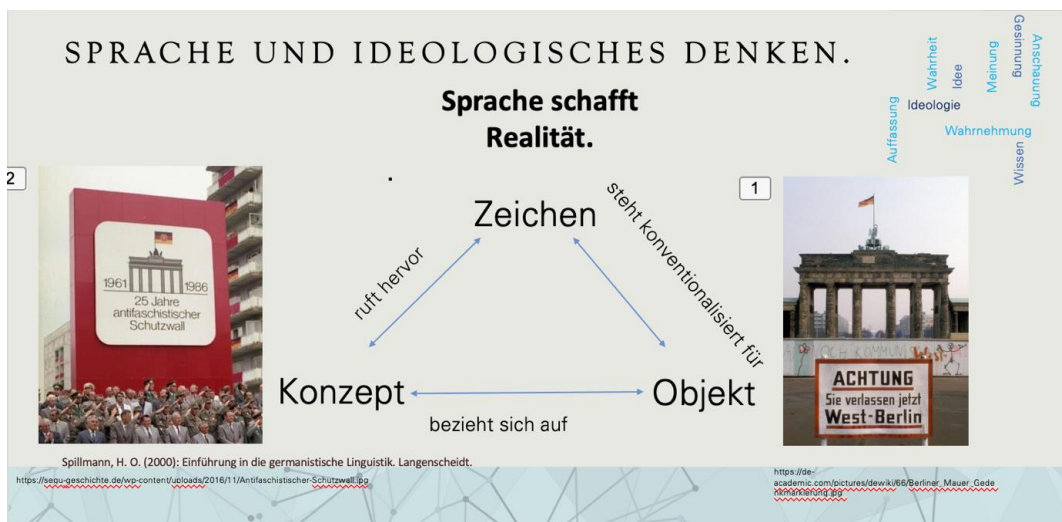 SPRACHE UND IDEOLOGISCHES DENKEN.
Sprache schafft
Realität.
Wahrheit
Idee
Meinung
Gesinnung
Anschauung
Ideologie
Auffassung
Wahrnehmung
Wissen
2
1961 1986
25 Jahre
antifaschistischer
Schutzwall
Zeichen
ruft hervor
steht konventionalisiert für
Konzept
Objekt
bezieht sich auf
1
ACHTUNG
Sie verlassen jetzt
West-Berlin
Spillmann, H. O. (2000): Einführung in die germanistische Linguistik. Langenscheidt.
https://segu-geschichte.de/wp-content/uploads/2016/11/Antifaschistischer-Schutzwall.jpg
https://de-
academic.com/pictures/dewiki/66/Berliner_Mauer_Gede
nkmarkierung.jpg